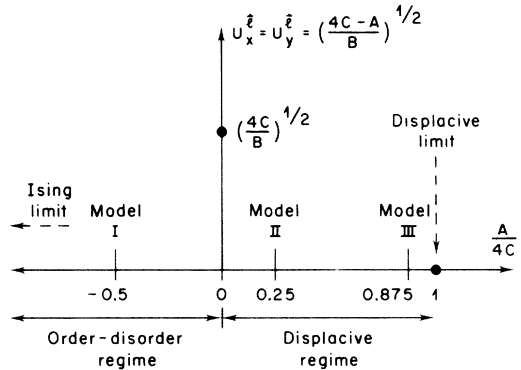 U_x^ℓ̂ = U_y^ℓ̂ = (4C-A/B)^1/2
(4C/B)^1/2
Displacive
limit
Ising
limit
Model
I
Model
II
Model
III
A/4C
-0.5
0
0.25
0.875
1
Order-disorder
regime
Displacive
regime